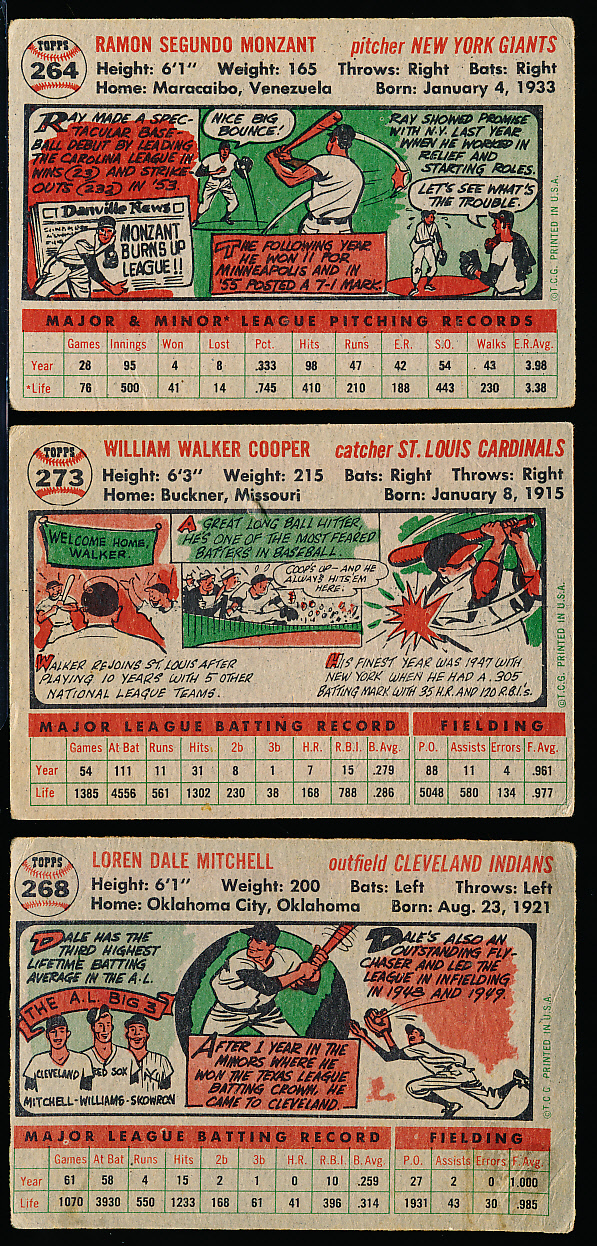 TOPPS
264
RAMON SEGUNDO MONZANT pitcher NEW YORK GIANTS
Height: 6'1" Weight: 165 Throws: Right Bats: Right
Home: Maracaibo, Venezuela Born: January 4, 1933
RAY MADE A SPEC-
TACULAR BASE-
BALL DEBUT BY LEADING
THE CAROLINA LEAGUE IN
WINS (23) AND STRIKE-
OUTS (232) IN '53.
Danville News
MONZANT
BURNS UP
LEAGUE!!
NICE BIG
BOUNCE!
THE FOLLOWING YEAR
HE WON 11 FOR
MINNEAPOLIS AND IN
'55 POSTED A 7-1 MARK.
RAY SHOWED PROMISE
WITH N.Y. LAST YEAR
WHEN HE WORKED IN
RELIEF AND
STARTING ROLES.
LET'S SEE WHAT'S
THE TROUBLE.
©T.C.G. PRINTED IN U.S.A.
MAJOR & MINOR* LEAGUE PITCHING RECORDS
Games Innings Won Lost Pct. Hits Runs E.R. S.O. Walks E.R.Avg.
Year 28 95 4 8 .333 98 47 42 54 43 3.98
*Life 76 500 41 14 .745 410 210 188 443 230 3.38
TOPPS
273
WILLIAM WALKER COOPER catcher ST. LOUIS CARDINALS
Height: 6'3" Weight: 215 Bats: Right Throws: Right
Home: Buckner, Missouri Born: January 8, 1915
WELCOME HOME,
WALKER
WALKER REJOINS ST. LOUIS AFTER
PLAYING 10 YEARS WITH 5 OTHER
NATIONAL LEAGUE TEAMS.
A GREAT LONG BALL HITTER,
HE'S ONE OF THE MOST FEARED
BATTERS IN BASEBALL.
COOP'S UP-AND HE
ALWAYS HITS 'EM
HERE.
HIS FINEST YEAR WAS 1947 WITH
NEW YORK WHEN HE HAD A .305
BATTING MARK WITH 35 H.R. AND 120 R.B.I.'s.
©T.C.G. PRINTED IN U.S.A.
MAJOR LEAGUE BATTING RECORD FIELDING
Games At Bat Runs Hits 2b 3b H.R. R.B.I. B. Avg. P.O. Assists Errors F. Avg.
Year 54 111 11 31 8 1 7 15 .279 88 11 4 .961
Life 1385 4556 561 1302 230 38 168 788 .286 5048 580 134 .977
TOPPS
268
LOREN DALE MITCHELL outfield CLEVELAND INDIANS
Height: 6'1" Weight: 200 Bats: Left Throws: Left
Home: Oklahoma City, Oklahoma Born: Aug. 23, 1921
DALE HAS THE
THIRD HIGHEST
LIFETIME BATTING
AVERAGE IN THE A.L.
THE A.L. BIG 3
CLEVELAND RED SOX NY
MITCHELL-WILLIAMS-SKOWRON
AFTER 1 YEAR IN THE
MINORS WHERE HE
WON THE TEXAS LEAGUE
BATTING CROWN, HE
CAME TO CLEVELAND.
DALE'S ALSO AN
OUTSTANDING FLY-
CHASER AND LED THE
LEAGUE IN INFIELDING
IN 1948 AND 1949.
©T.C.G. PRINTED IN U.S.A.
MAJOR LEAGUE BATTING RECORD FIELDING
Games At Bat Runs Hits 2b 3b H.R. R.B.I. B. Avg. P.O. Assists Errors F. Avg.
Year 61 58 4 15 2 1 0 10 .259 27 2 0 1.000
Life 1070 3930 550 1233 168 61 41 396 .314 1931 43 30 .985